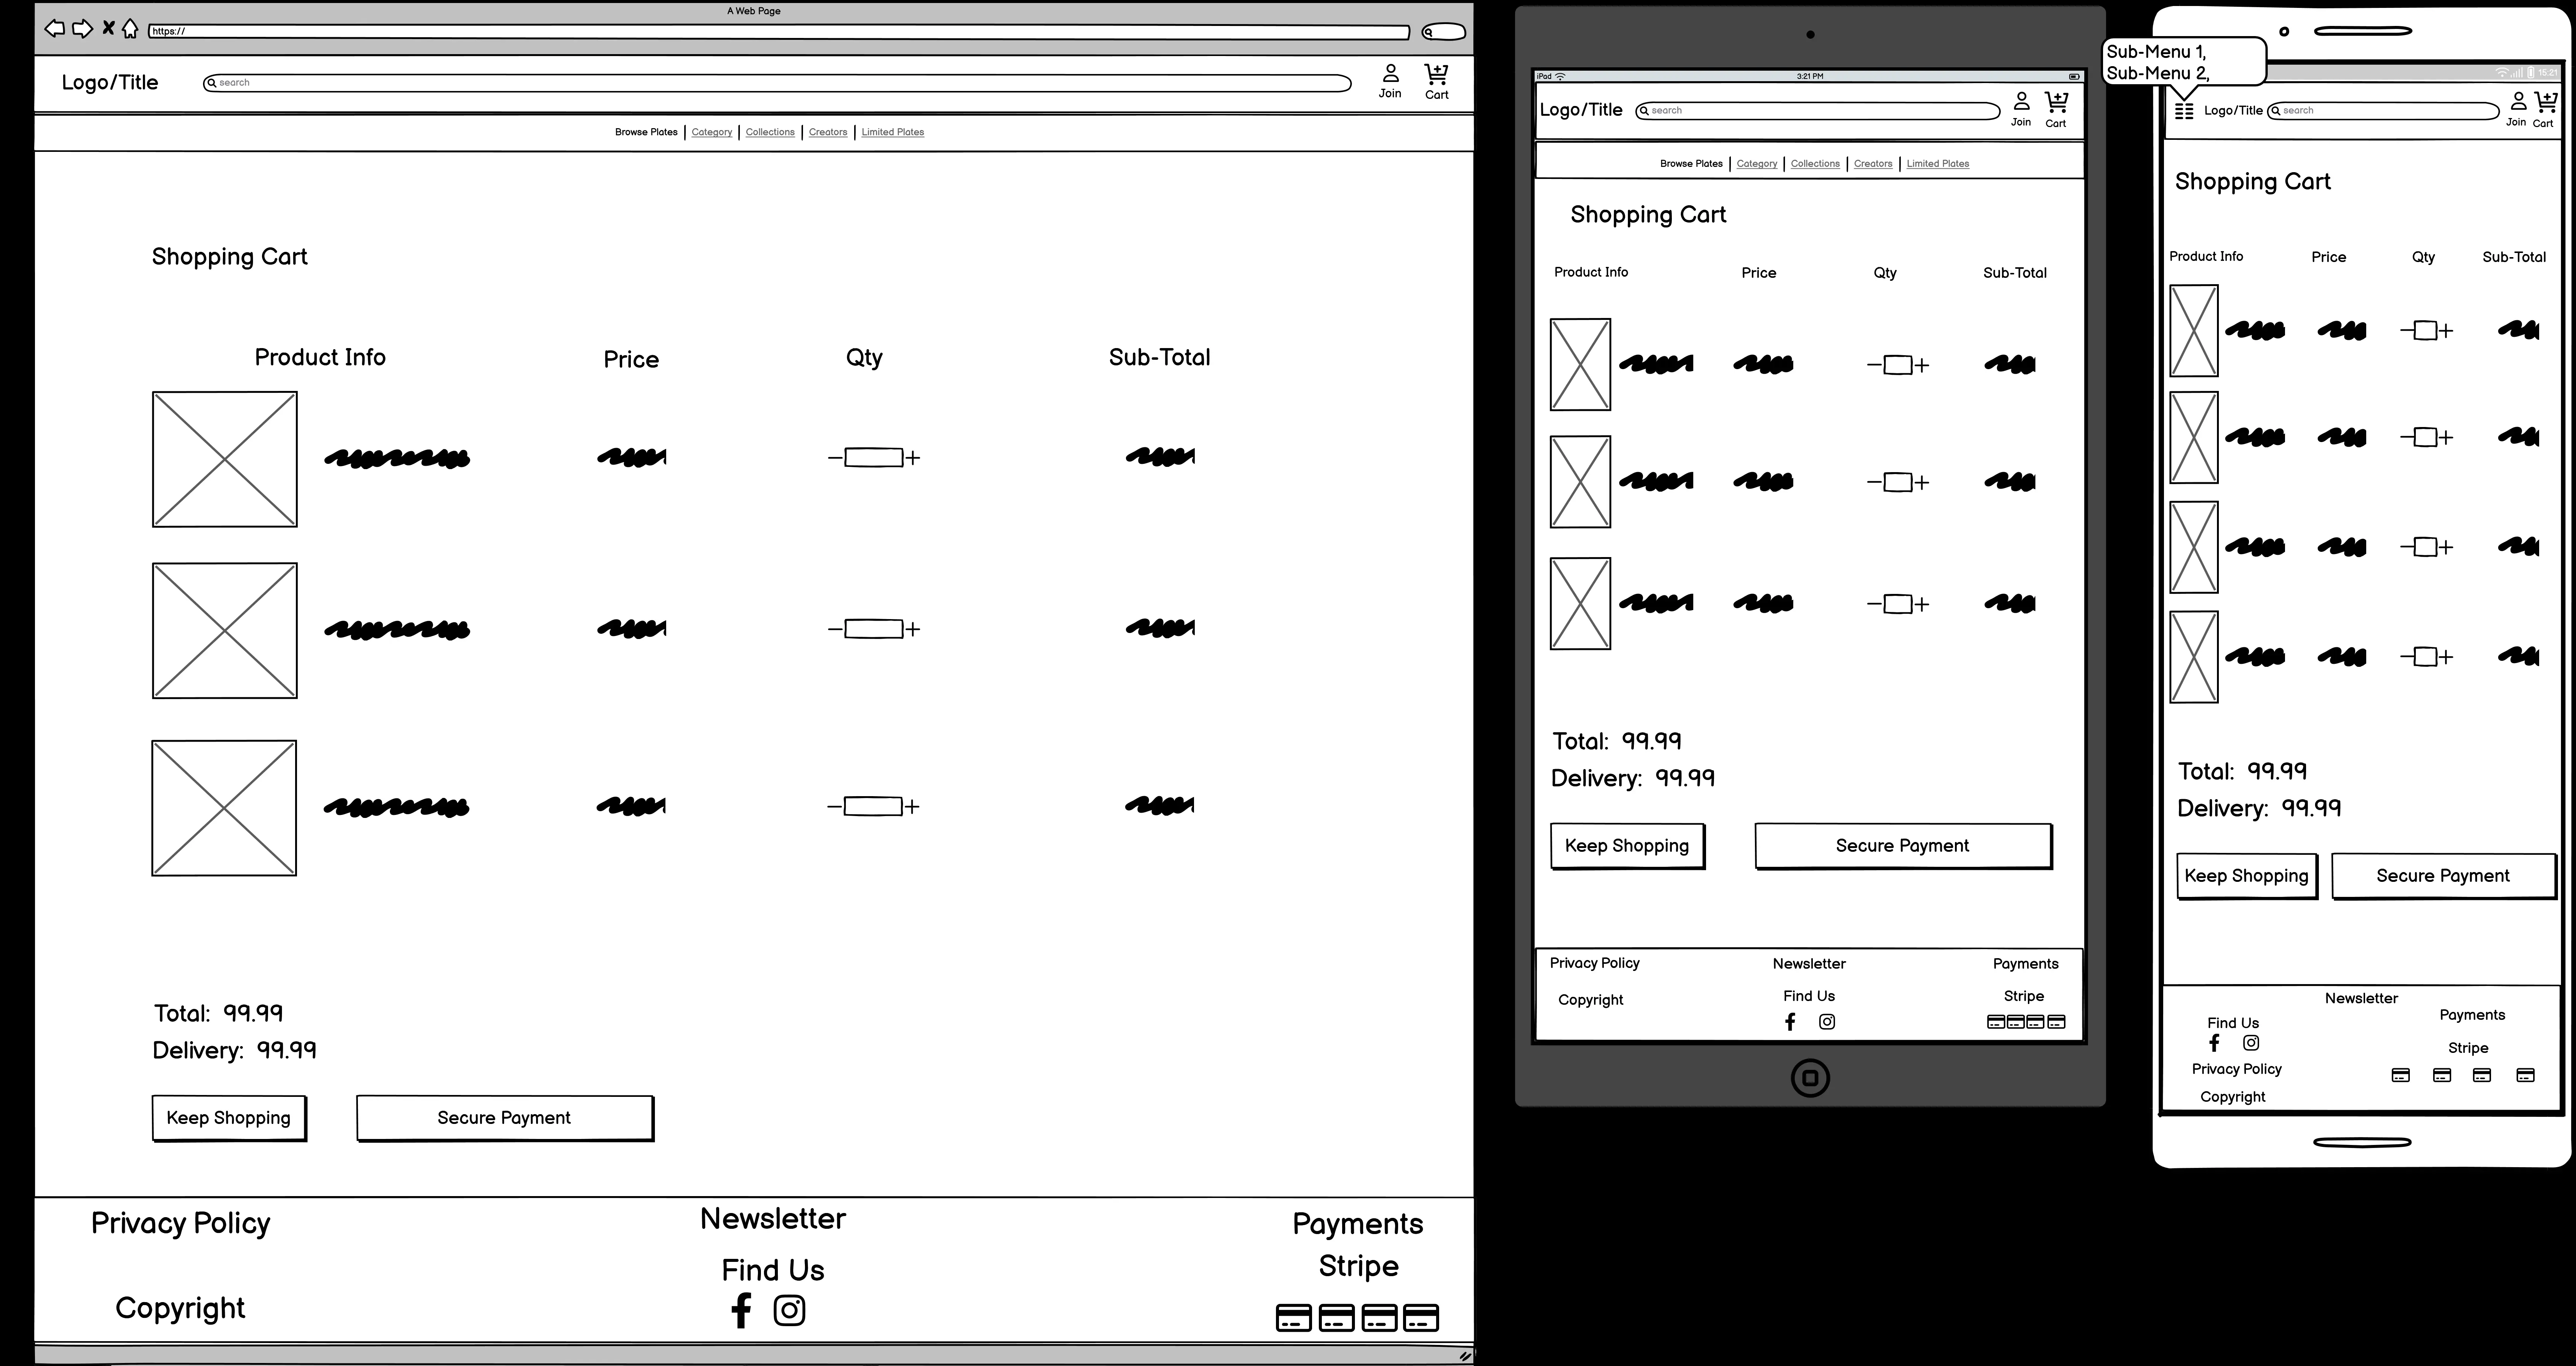 A Web Page
https://
Logo/Title
search
Join
Cart
Browse Plates | Category | Collections | Creators | Limited Plates
Shopping Cart
Product Info Price Qty Sub-Total
Total: 99.99
Delivery: 99.99
Keep Shopping
Secure Payment
Privacy Policy
Copyright
Newsletter
Find Us
Payments
Stripe
iPad
3:21 PM
Logo/Title
search
Join
Cart
Browse Plates | Category | Collections | Creators | Limited Plates
Shopping Cart
Product Info Price Qty Sub-Total
Total: 99.99
Delivery: 99.99
Keep Shopping
Secure Payment
Privacy Policy
Copyright
Newsletter
Find Us
Payments
Stripe
Sub-Menu 1,
Sub-Menu 2,
15:21
Logo/Title
search
Join
Cart
Shopping Cart
Product Info Price Qty Sub-Total
Total: 99.99
Delivery: 99.99
Keep Shopping
Secure Payment
Newsletter
Find Us
Privacy Policy
Copyright
Payments
Stripe